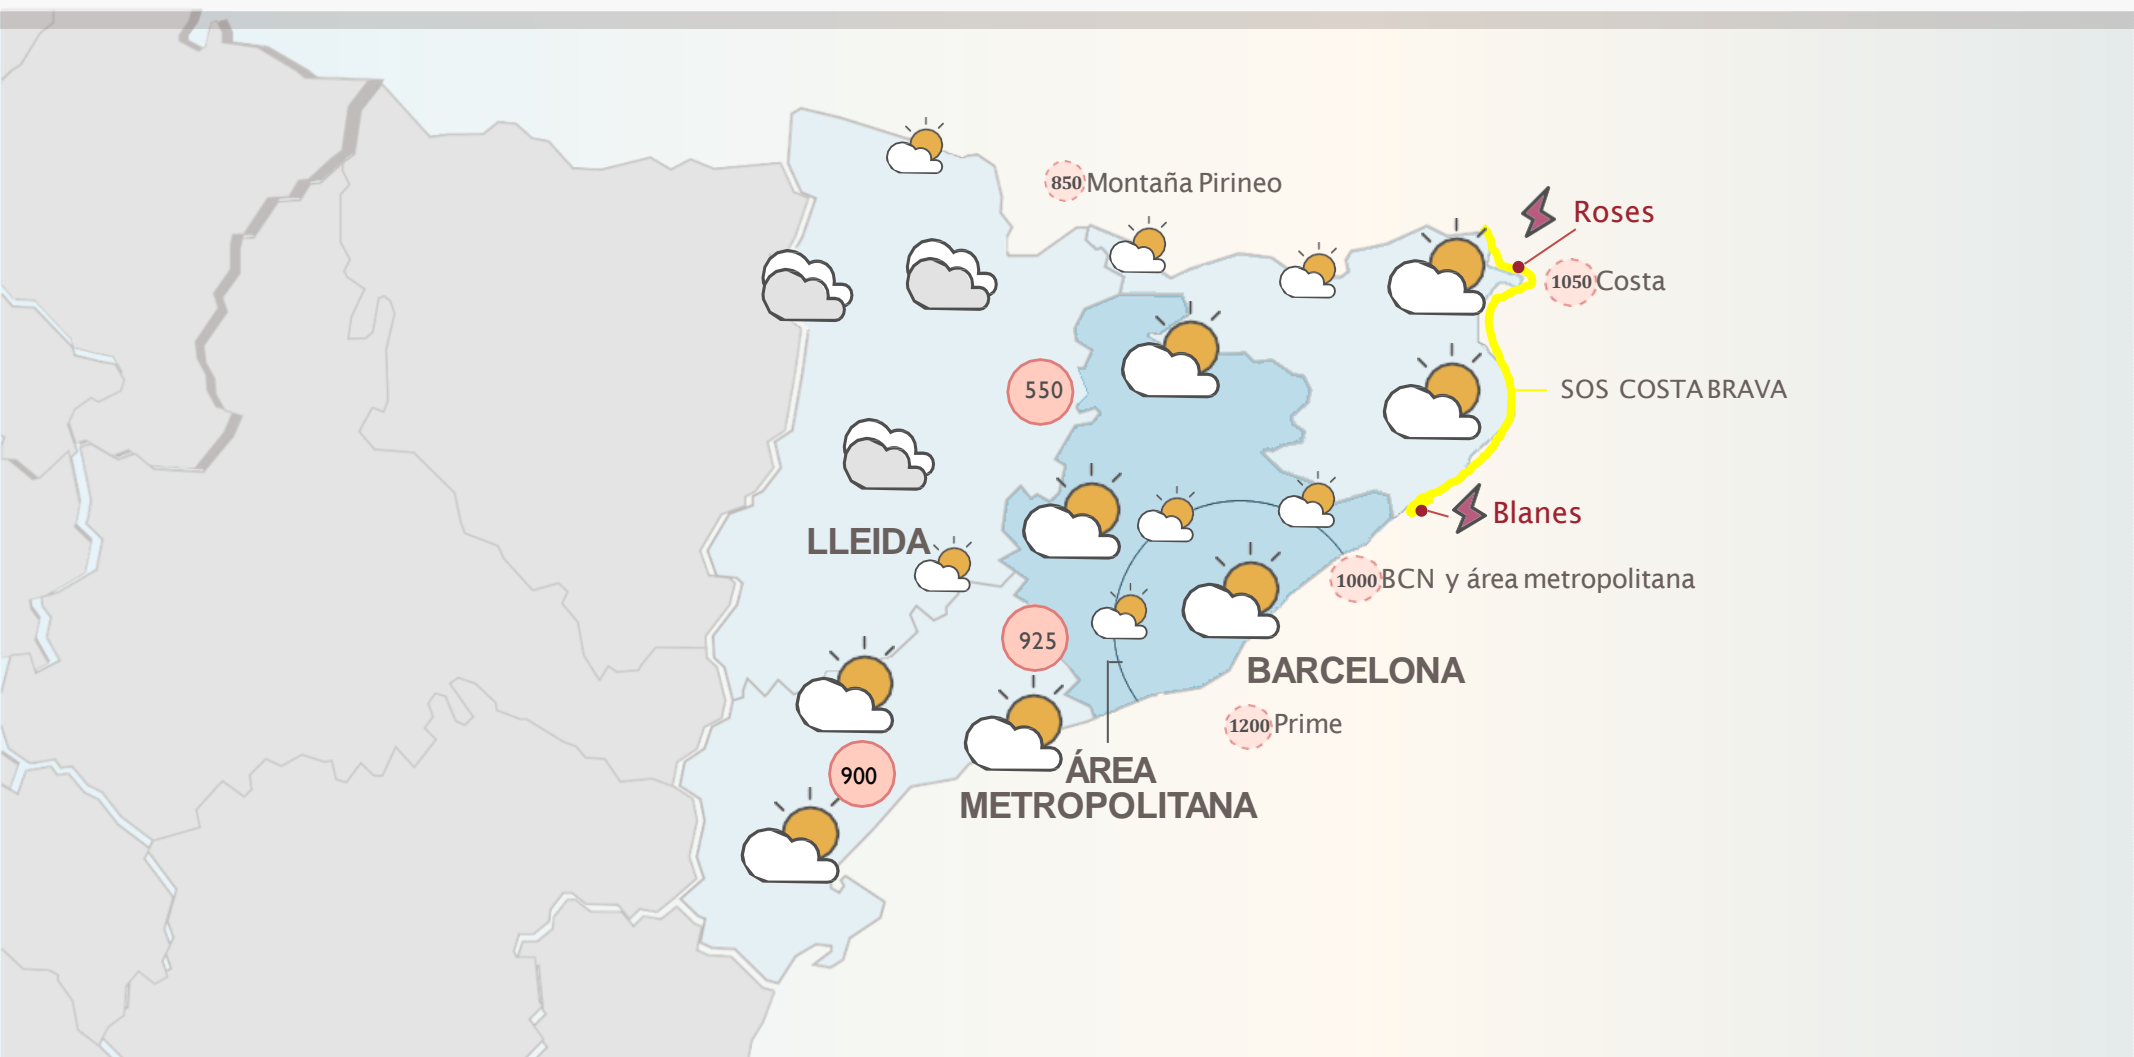 850 Montaña Pirineo
Roses
1050 Costa
550
SOS COSTA BRAVA
Blanes
LLEIDA
1000 BCN y área metropolitana
925
BARCELONA
1200 Prime
900
ÁREA
METROPOLITANA